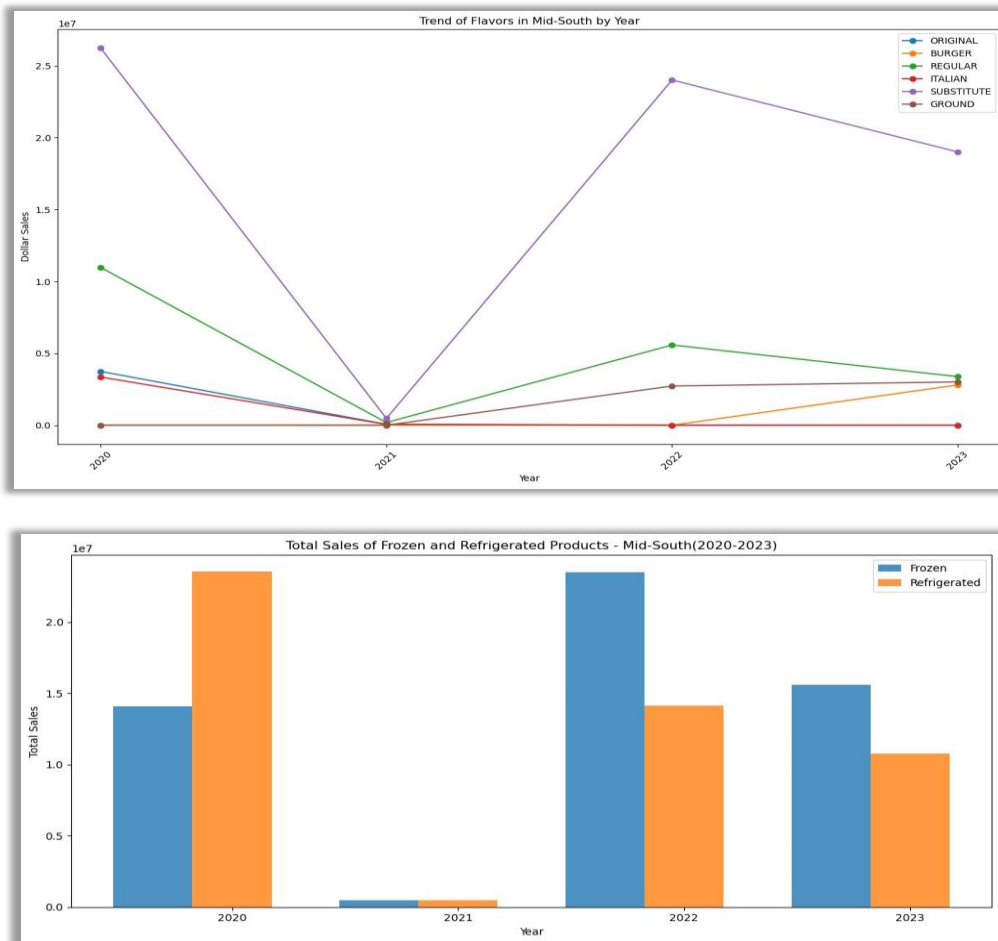 Trend of Flavors in Mid-South by Year
1e7
ORIGINAL
BURGER
REGULAR
ITALIAN
SUBSTITUTE
GROUND
2.5
2.0
1.5
1.0
0.5
0.0
Dollar Sales
2020
2021
2022
2023
Year
Total Sales of Frozen and Refrigerated Products - Mid-South(2020-2023)
1e7
Frozen
Refrigerated
2.0
1.5
1.0
0.5
0.0
Total Sales
2020
2021
2022
2023
Year